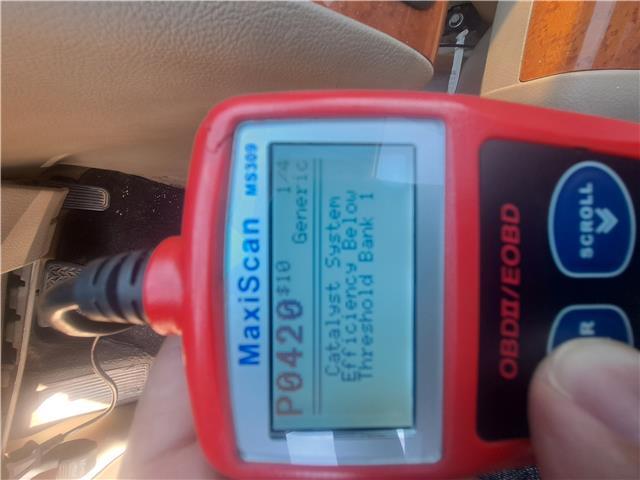 MaxiScan MS309
P0420 $10 Generic 1/4
Catalyst System
Efficiency Below
Threshold Bank 1
OBDII/EOBD
SCROLL
R